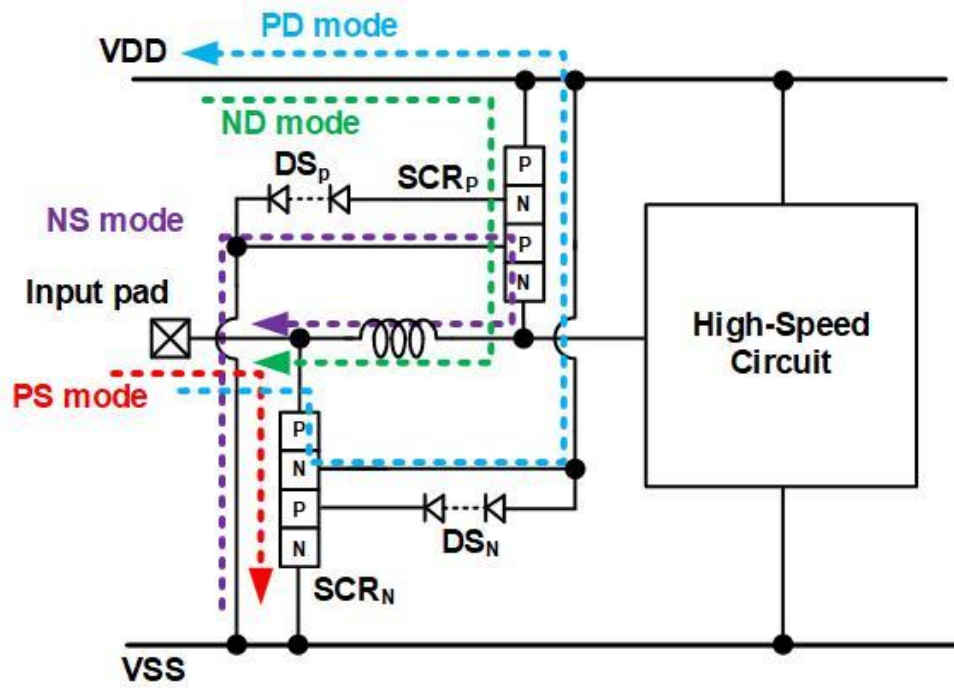 PD mode
VDD
ND mode
DSp
SCRP
P
N
P
N
NS mode
Input pad
High-Speed
Circuit
PS mode
P
N
P
N
DSN
SCRN
VSS